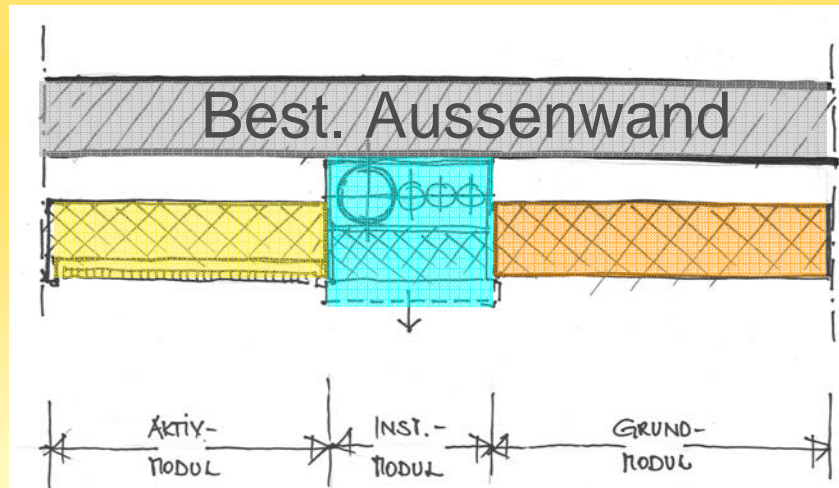 Best. Aussenwand
AKTIV-
MODUL
INST.-
MODUL
GRUND-
MODUL